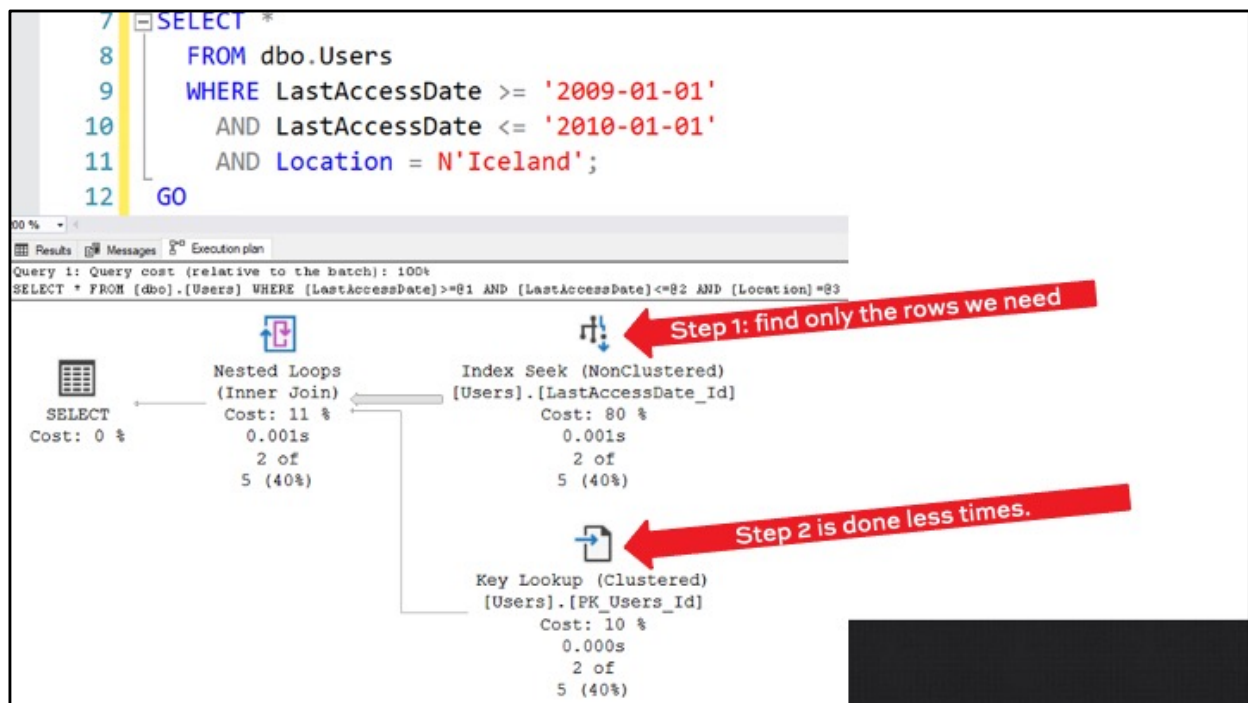 7 SELECT *
8 FROM dbo.Users
9 WHERE LastAccessDate >= '2009-01-01'
10 AND LastAccessDate <= '2010-01-01'
11 AND Location = N'Iceland';
12 GO
00 %
Results Messages Execution plan
Query 1: Query cost (relative to the batch): 100%
SELECT * FROM [dbo].[Users] WHERE [LastAccessDate]>=@1 AND [LastAccessDate]<=@2 AND [Location]=@3
Step 1: find only the rows we need
SELECT
Cost: 0 %
Nested Loops
(Inner Join)
Cost: 11 %
0.001s
2 of
5 (40%)
Index Seek (NonClustered)
[Users].[LastAccessDate_Id]
Cost: 80 %
0.001s
2 of
5 (40%)
Step 2 is done less times.
Key Lookup (Clustered)
[Users].[PK_Users_Id]
Cost: 10 %
0.000s
2 of
5 (40%)